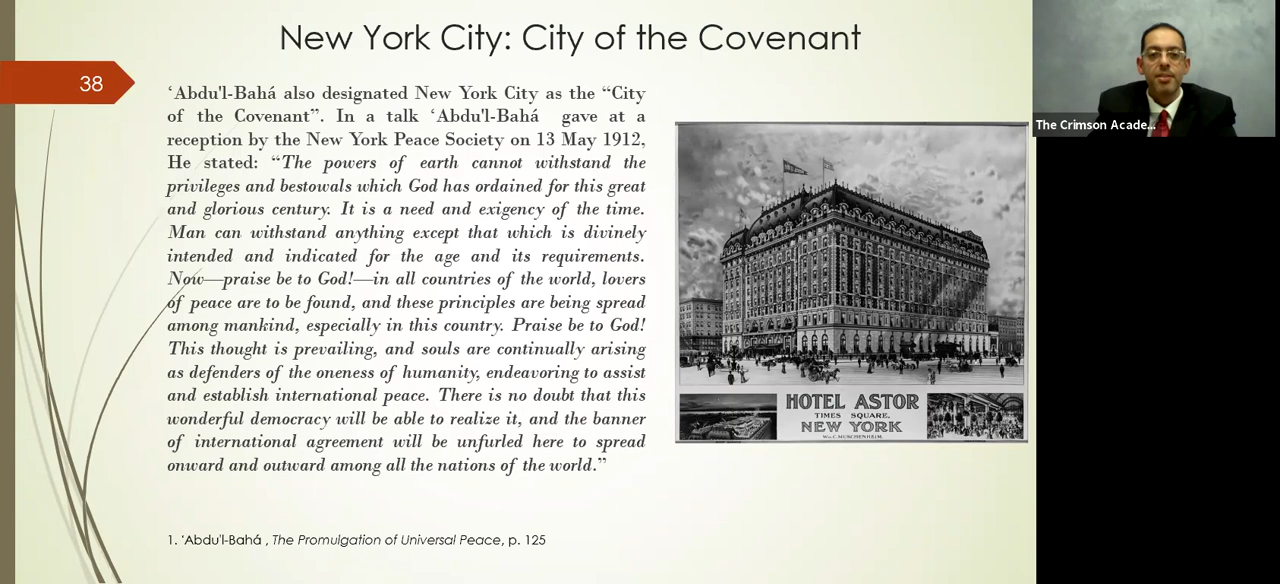 New York City: City of the Covenant
38
‘Abdu'l-Bahá also designated New York City as the “City
of the Covenant”. In a talk ‘Abdu'l-Bahá gave at a
reception by the New York Peace Society on 13 May 1912,
He stated: “The powers of earth cannot withstand the
privileges and bestowals which God has ordained for this great
and glorious century. It is a need and exigency of the time.
Man can withstand anything except that which is divinely
intended and indicated for the age and its requirements.
Now—praise be to God!—in all countries of the world, lovers
of peace are to be found, and these principles are being spread
among mankind, especially in this country. Praise be to God!
This thought is prevailing, and souls are continually arising
as defenders of the oneness of humanity, endeavoring to assist
and establish international peace. There is no doubt that this
wonderful democracy will be able to realize it, and the banner
of international agreement will be unfurled here to spread
onward and outward among all the nations of the world.”
HOTEL ASTOR
TIMES SQUARE.
NEW YORK
Wm. C. MUSCHENHEIM.
1. ‘Abdu'l-Bahá , The Promulgation of Universal Peace, p. 125
The Crimson Acade...